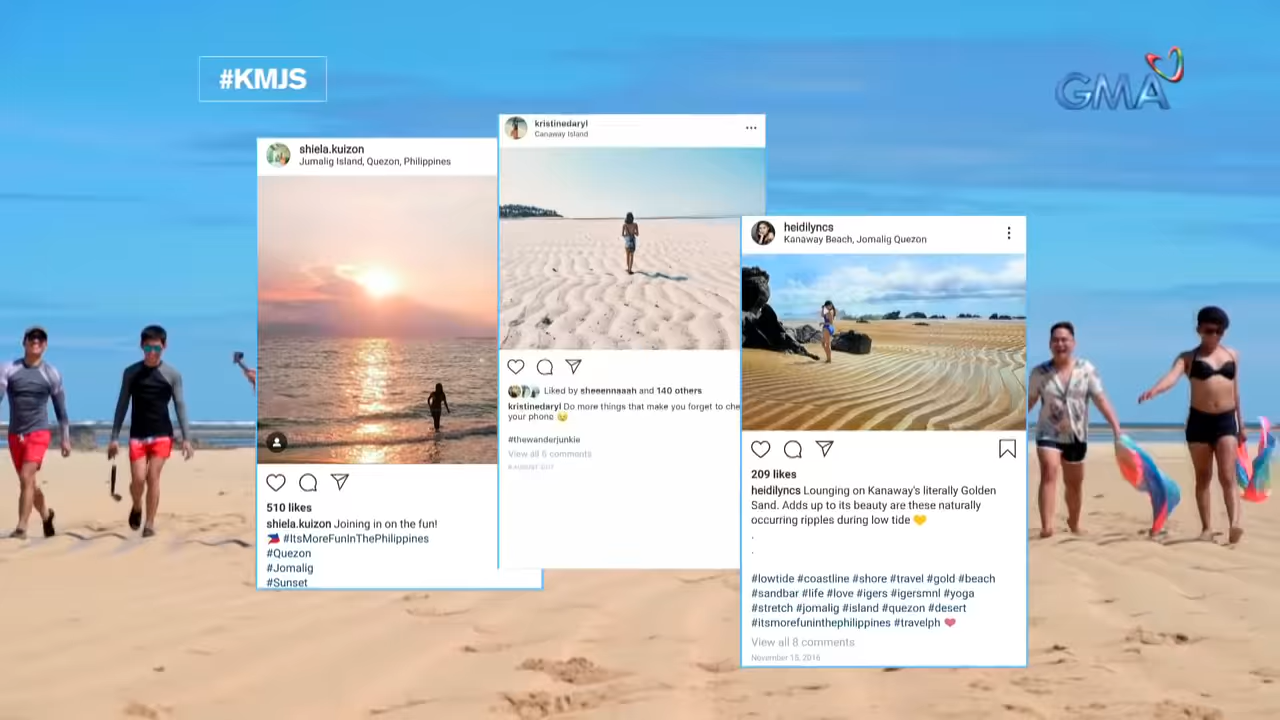 #KMJS
GMA
shiela.kuizon
Jumalig Island, Quezon, Philippines
510 likes
shiela.kuizon Joining in on the fun!
🇵🇭 #ItsMoreFunInThePhilippines
#Quezon
#Jomalig
#Sunset
kristinedaryl
Canaway Island
Liked by sheeennaaah and 140 others
kristinedaryl Do more things that make you forget to che
your phone 😉
#thewanderjunkie
View all 6 comments
heidilyncs
Kanaway Beach, Jomalig Quezon
209 likes
heidilyncs Lounging on Kanaway's literally Golden
Sand. Adds up to its beauty are these naturally
occurring ripples during low tide 💛
.
.
#lowtide #coastline #shore #travel #gold #beach
#sandbar #life #love #igers #igersmnl #yoga
#stretch #jomalig #island #quezon #desert
#itsmorefuninthephilippines #travelph ❤
View all 8 comments
November 15, 2016